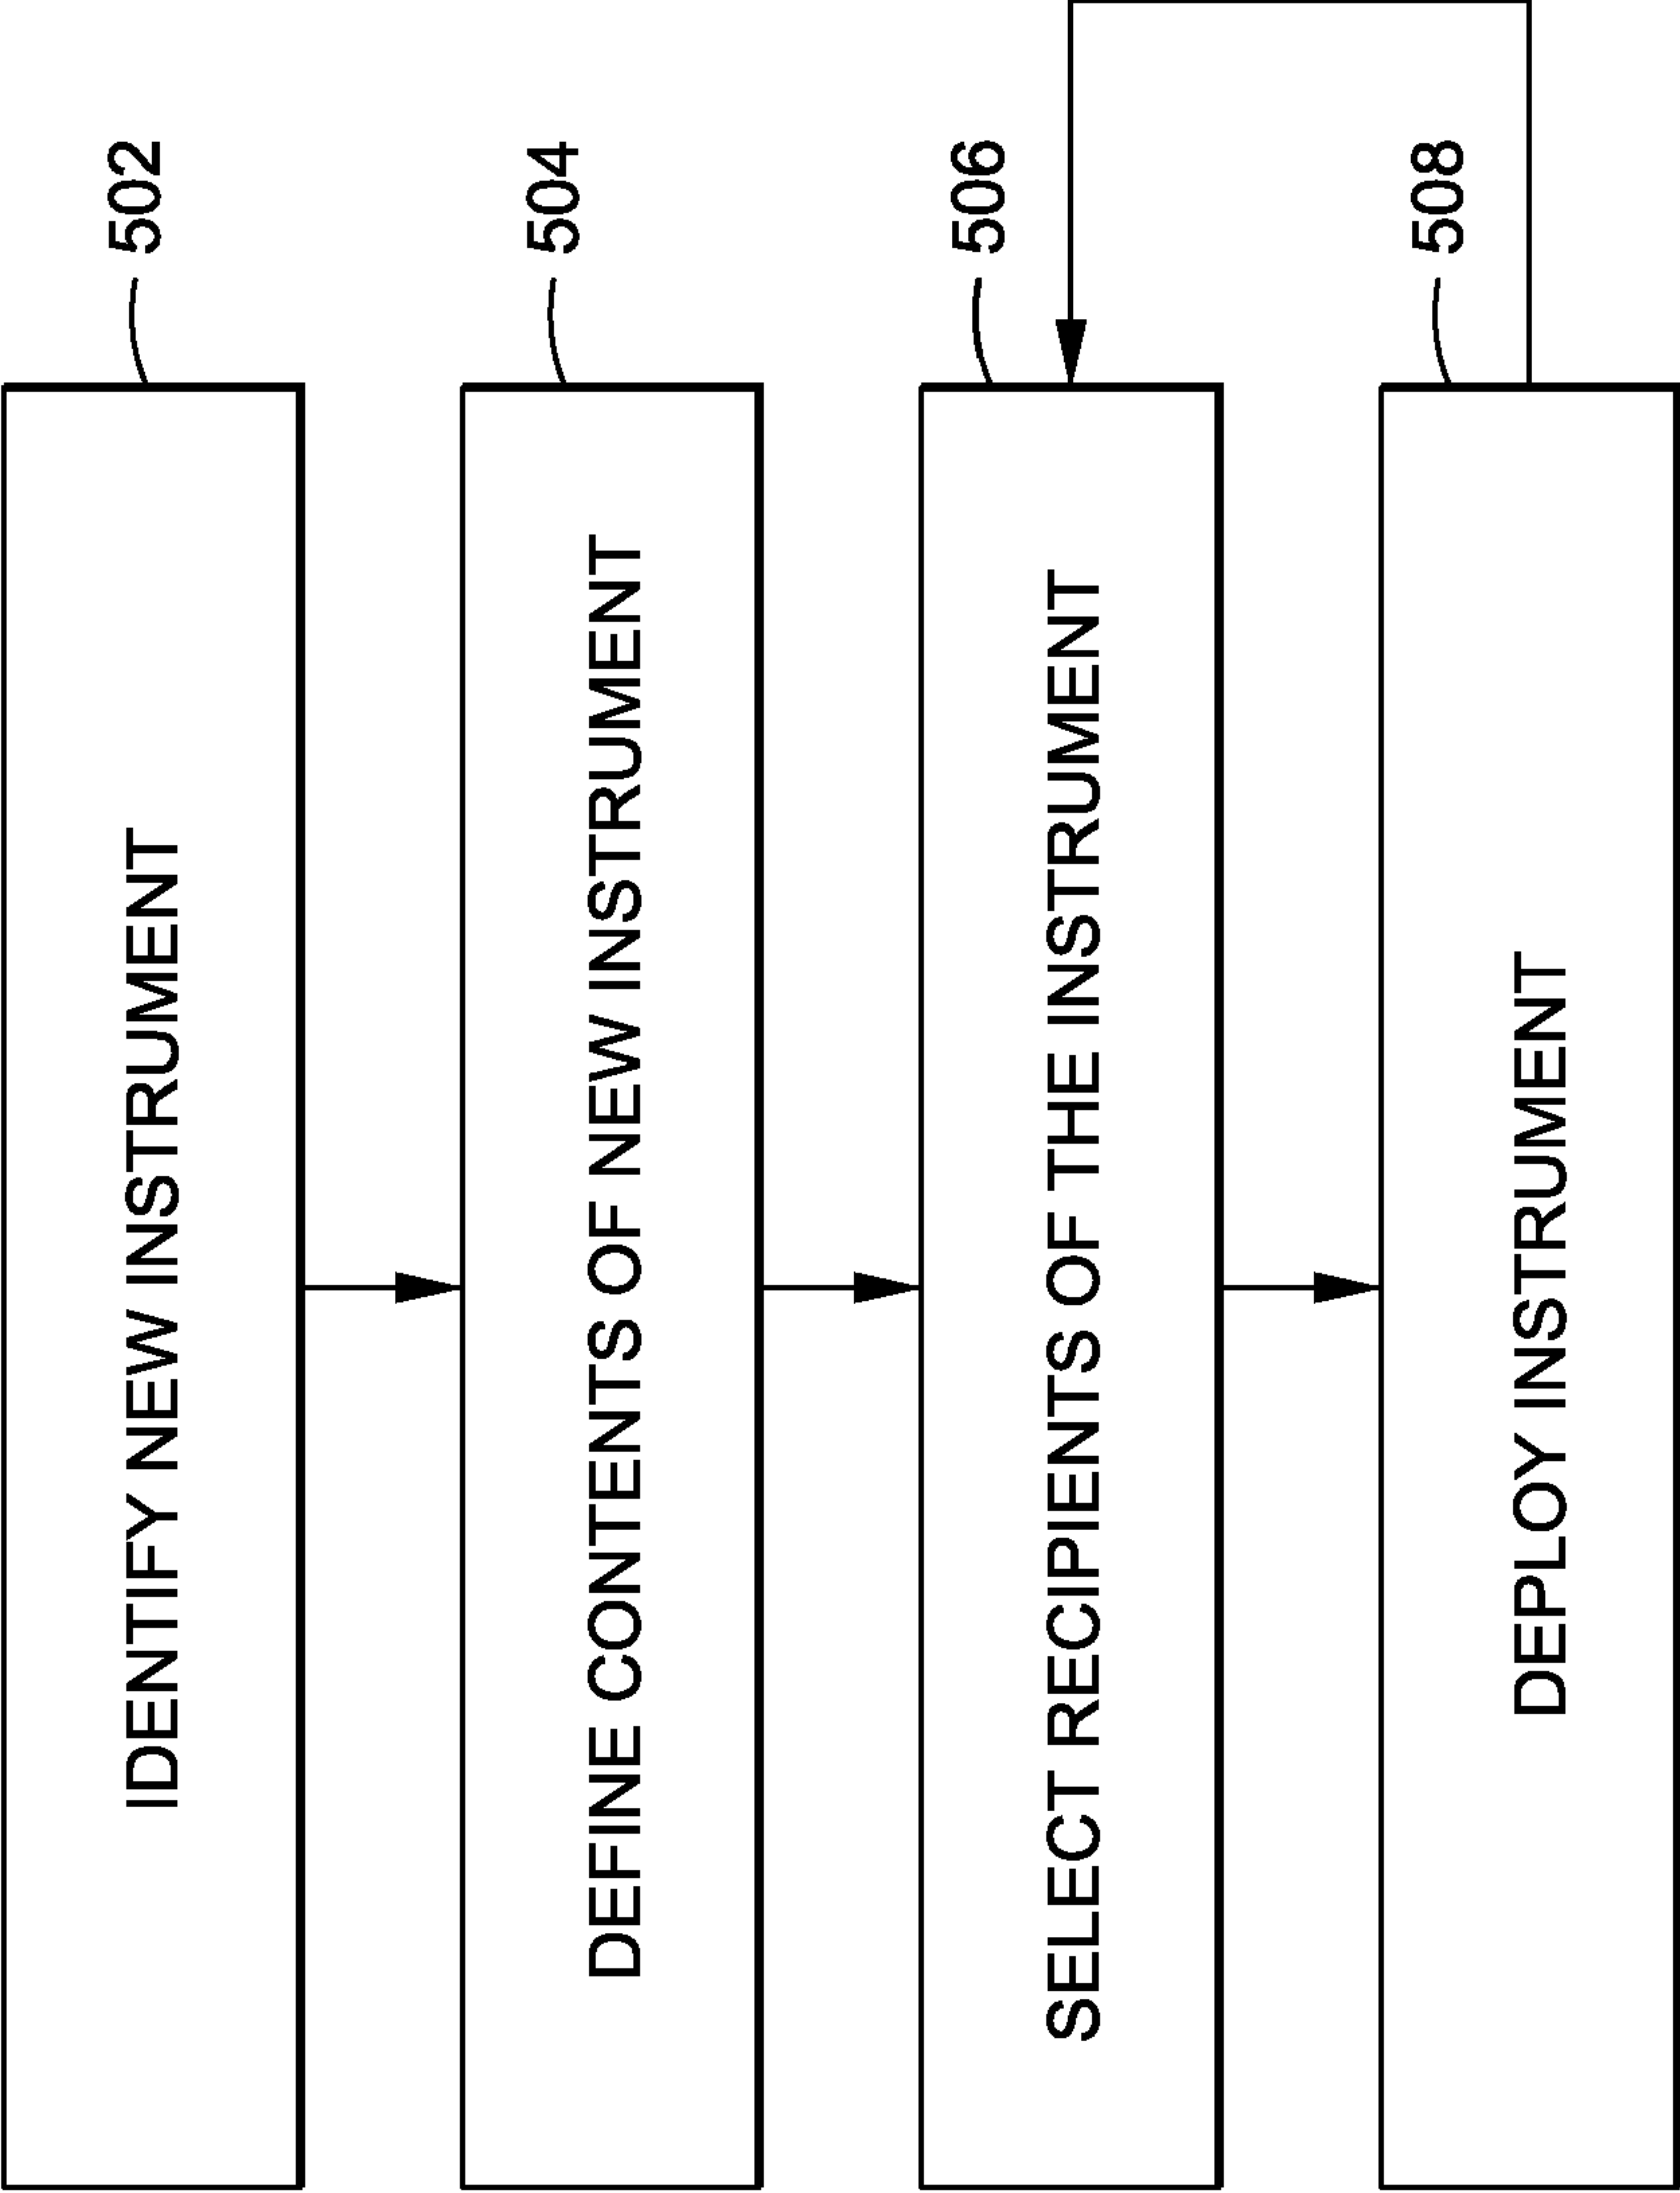 IDENTIFY NEW INSTRUMENT
502
DEFINE CONTENTS OF NEW INSTRUMENT
504
SELECT RECIPIENTS OF THE INSTRUMENT
506
DEPLOY INSTRUMENT
508